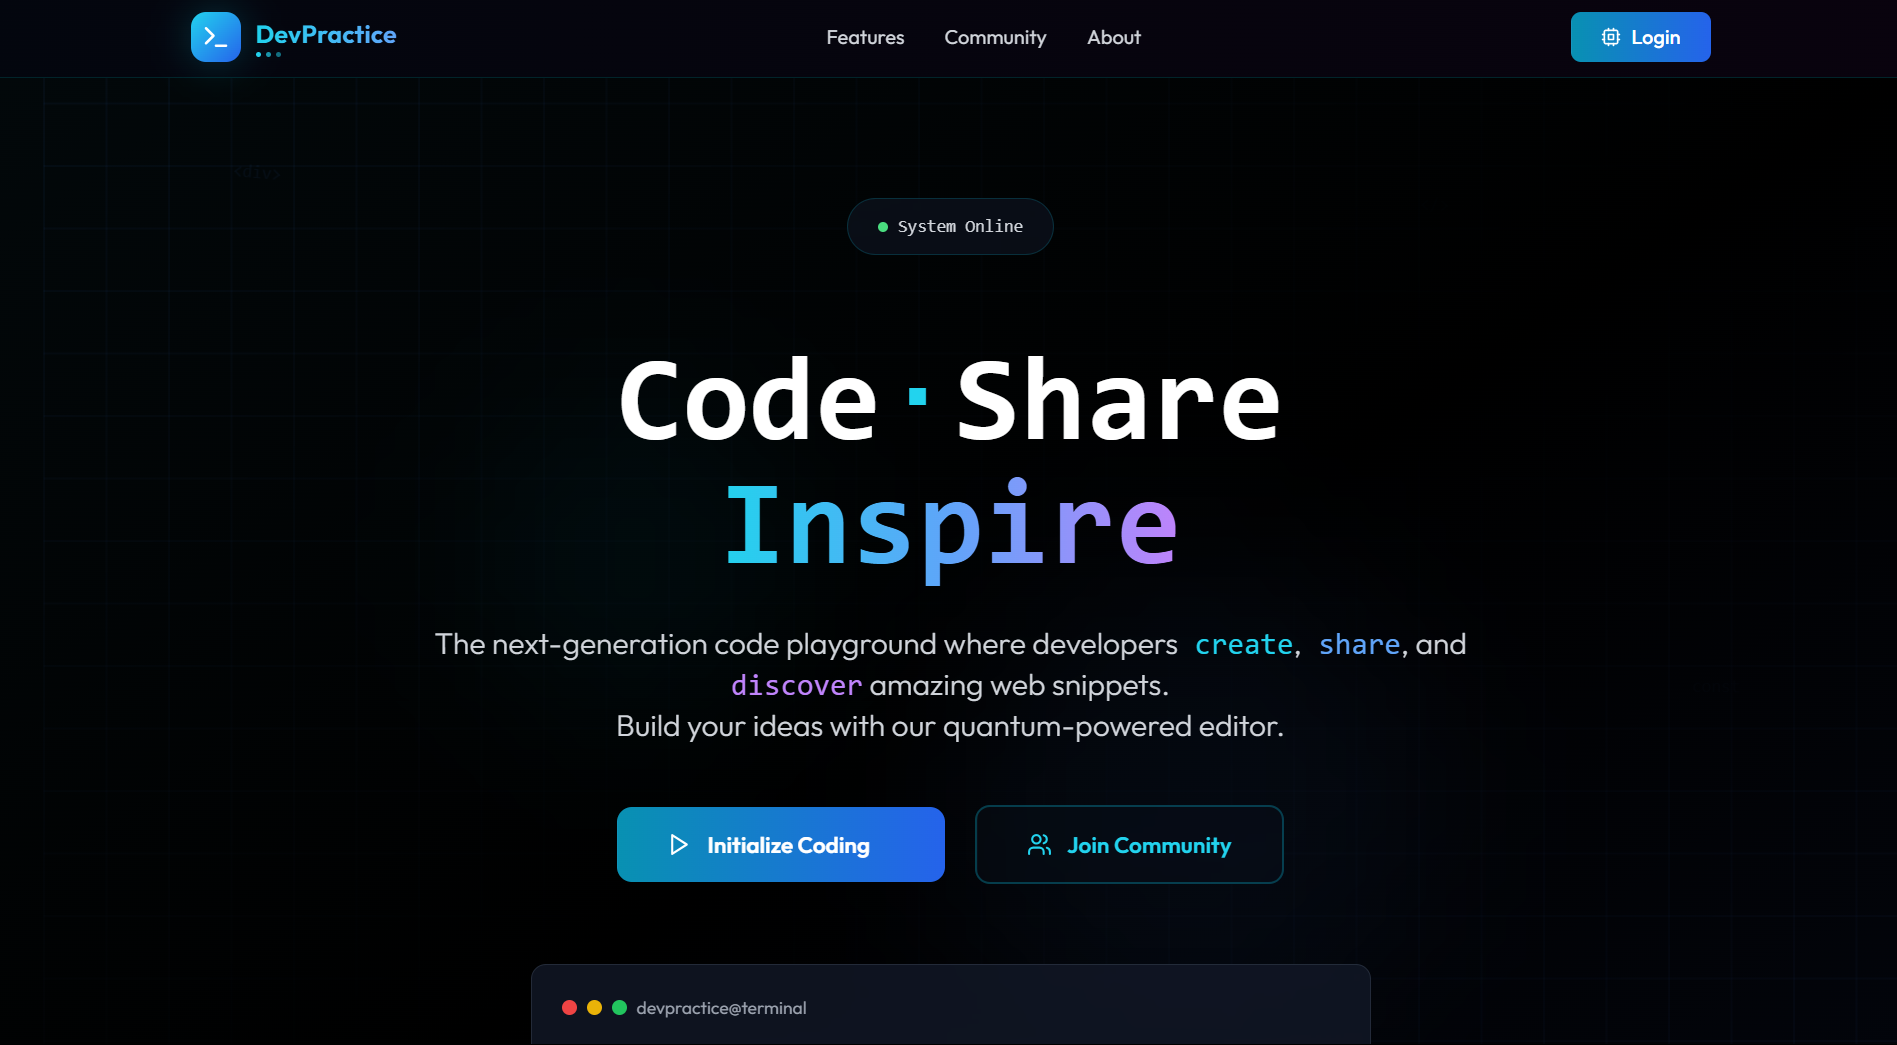 DevPractice
Features
Community
About
Login
<div>
System Online
Code·Share
Inspire
The next-generation code playground where developers create, share, and
discover amazing web snippets.
Build your ideas with our quantum-powered editor.
Initialize Coding
Join Community
devpractice@terminal